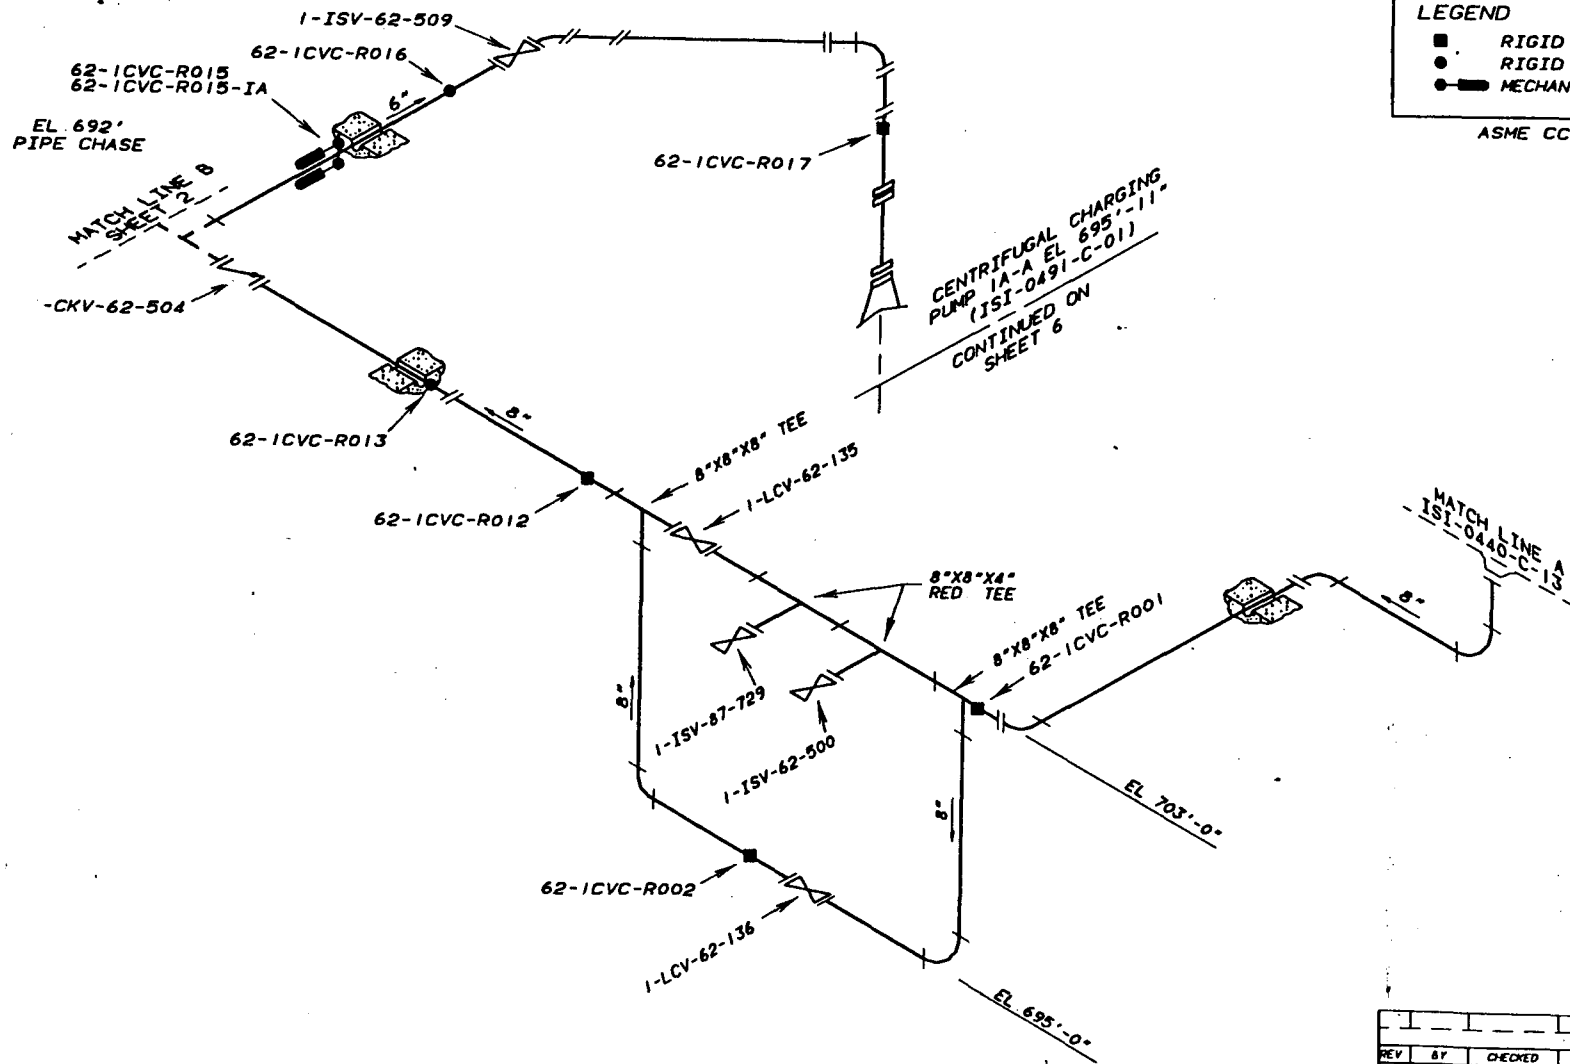 1-ISV-62-509
62-1CVC-R016
62-1CVC-R015
62-1CVC-R015-IA
EL 692'
PIPE CHASE
6"
MATCH LINE B
SHEET 2
-CKV-62-504
62-1CVC-R017
CENTRIFUGAL CHARGING
PUMP 1A-A EL 695'-11"
(ISI-0491-C-01)
CONTINUED ON
SHEET 6
LEGEND
RIGID
RIGID
MECHAN
ASME CC
62-1CVC-R013
8"
8"X8"X8" TEE
1-LCV-62-135
62-1CVC-R012
8"X8"X4"
RED TEE
8"X8"X8" TEE
62-1CVC-R001
MATCH LINE A
ISI-0440-C-13
8"
8"
1-ISV-87-729
1-ISV-62-500
8"
EL 703'-0"
62-1CVC-R002
1-LCV-62-136
EL 695'-0"
REV BY CHECKED